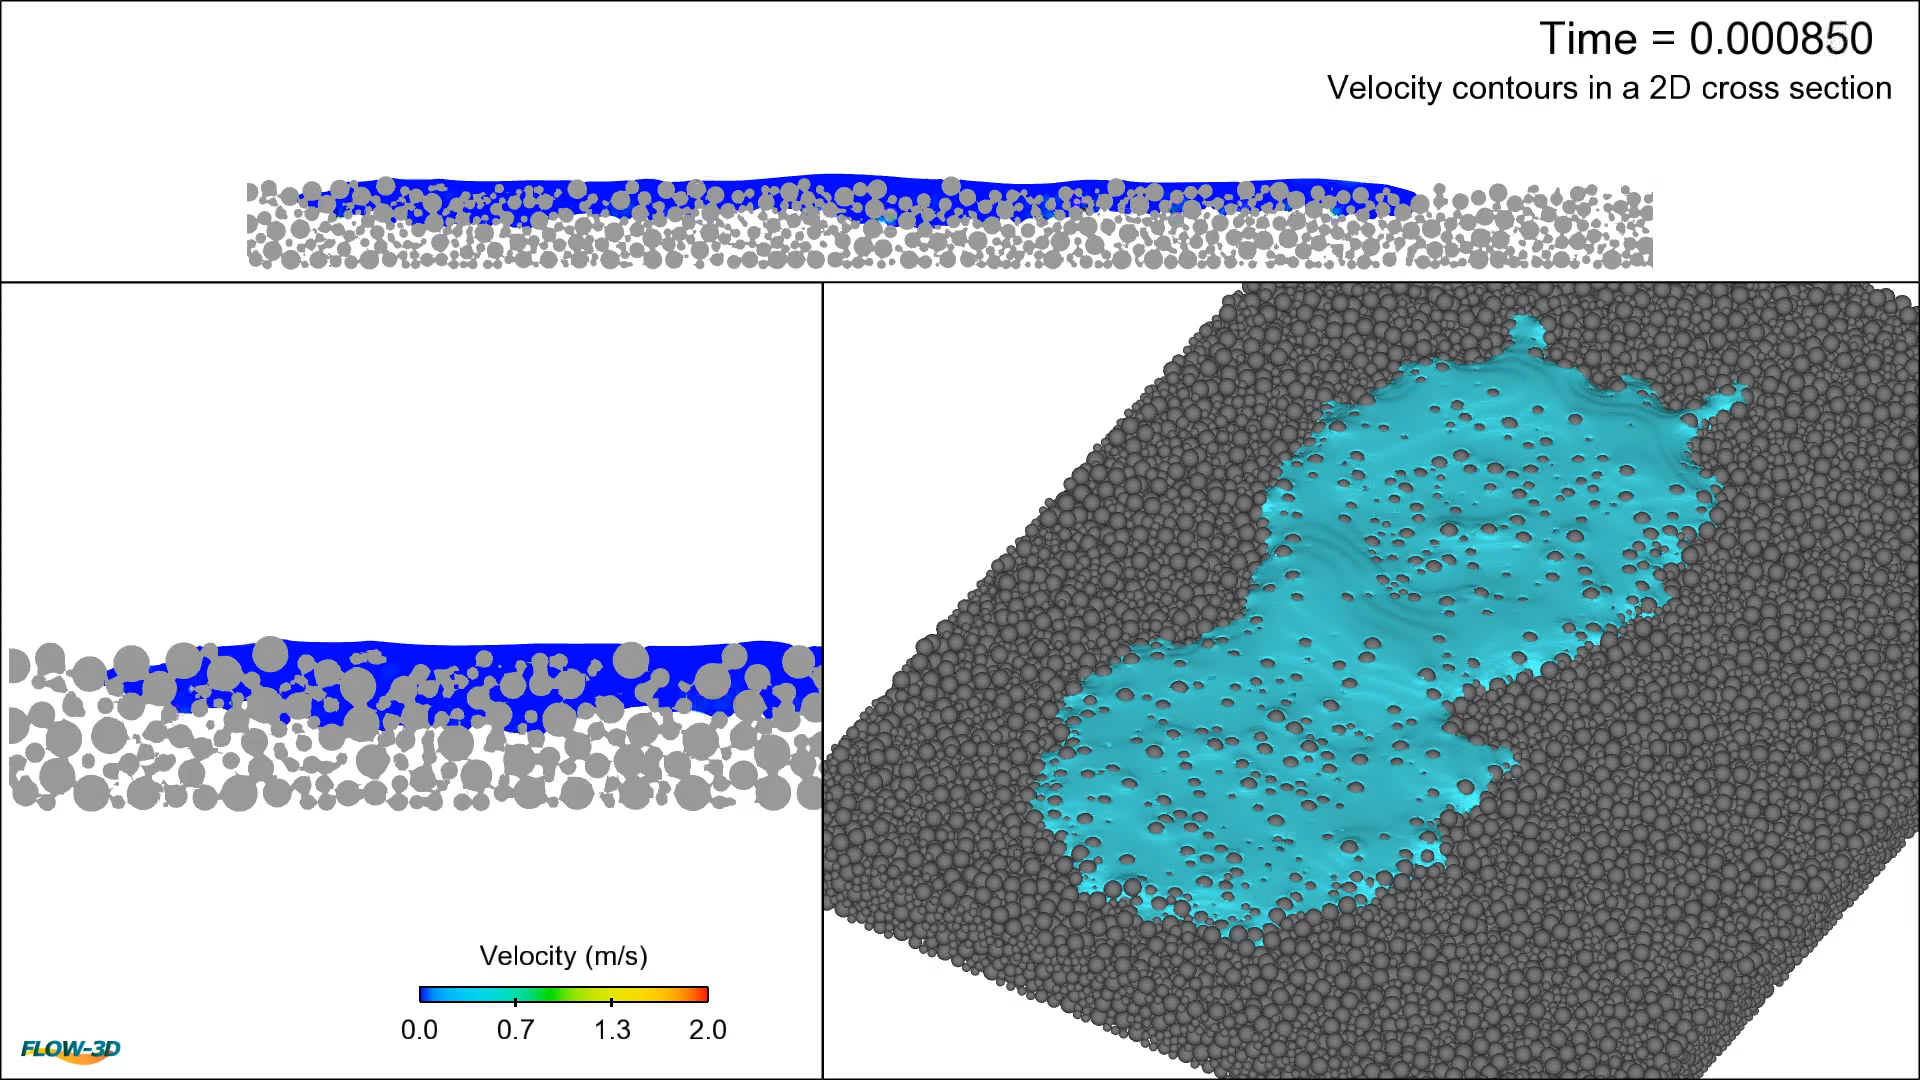 Time = 0.000850
Velocity contours in a 2D cross section
Velocity (m/s)
0.0 0.7 1.3 2.0
FLOW-3D